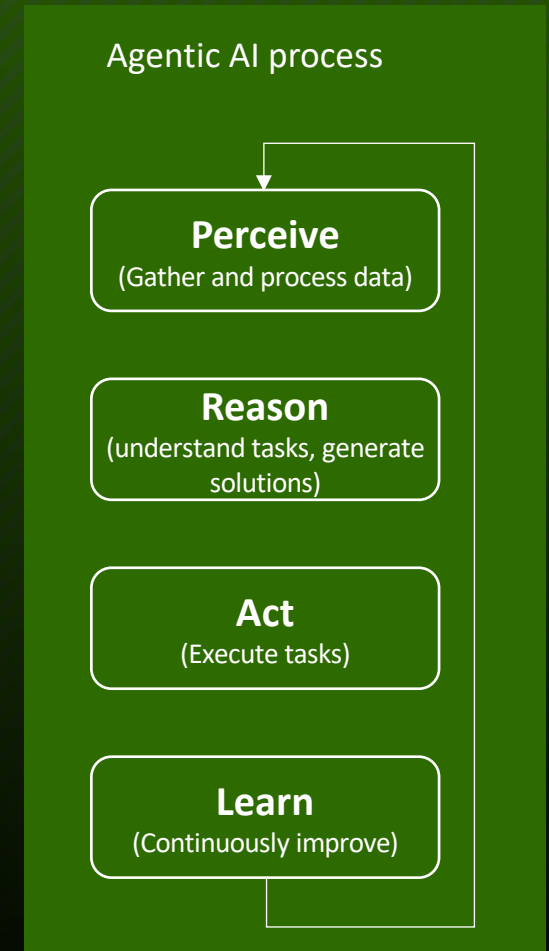 Agentic AI process
Perceive
(Gather and process data)
Reason
(understand tasks, generate
solutions)
Act
(Execute tasks)
Learn
(Continuously improve)